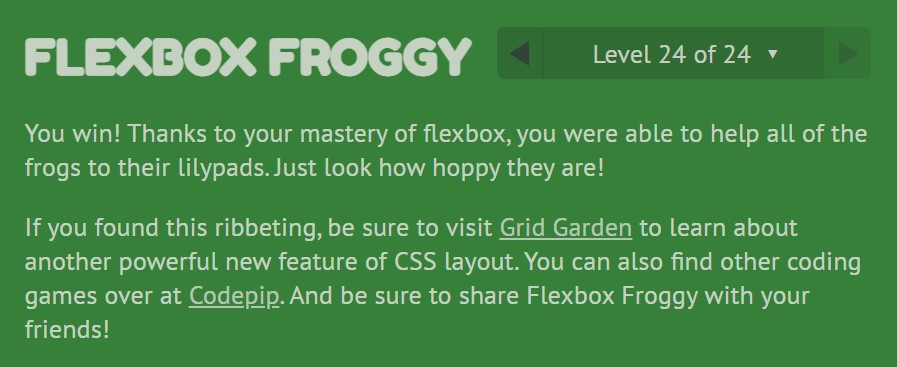 FLEXBOX FROGGY
Level 24 of 24
You win! Thanks to your mastery of flexbox, you were able to help all of the
frogs to their lilypads. Just look how hoppy they are!
If you found this ribbeting, be sure to visit Grid Garden to learn about
another powerful new feature of CSS layout. You can also find other coding
games over at Codepip. And be sure to share Flexbox Froggy with your
friends!